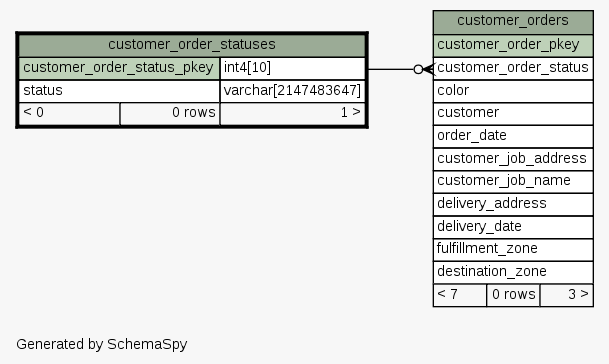 customer_order_statuses
customer_order_status_pkey int4[10]
status varchar[2147483647]
< 0 0 rows 1 >
customer_orders
customer_order_pkey
customer_order_status
color
customer
order_date
customer_job_address
customer_job_name
delivery_address
delivery_date
fulfillment_zone
destination_zone
< 7 0 rows 3 >
Generated by SchemaSpy